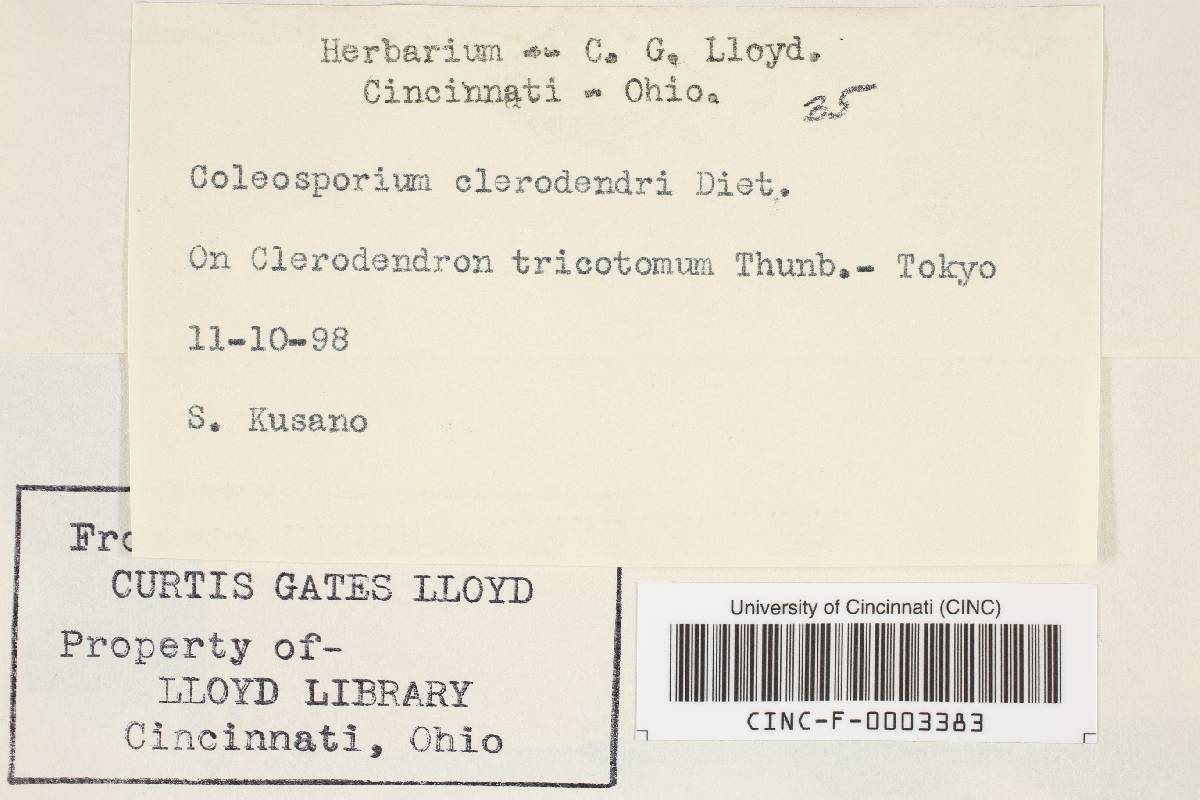 Herbarium -- C. G. Lloyd.
Cincinnati - Ohio.
35
Coleosporium clerodendri Diet.
On Clerodendron tricotomum Thunb.- Tokyo
11-10-98
S. Kusano
CURTIS GATES LLOYD
Property of-
LLOYD LIBRARY
Cincinnati, Ohio
University of Cincinnati (CINC)
CINC-F-0003383